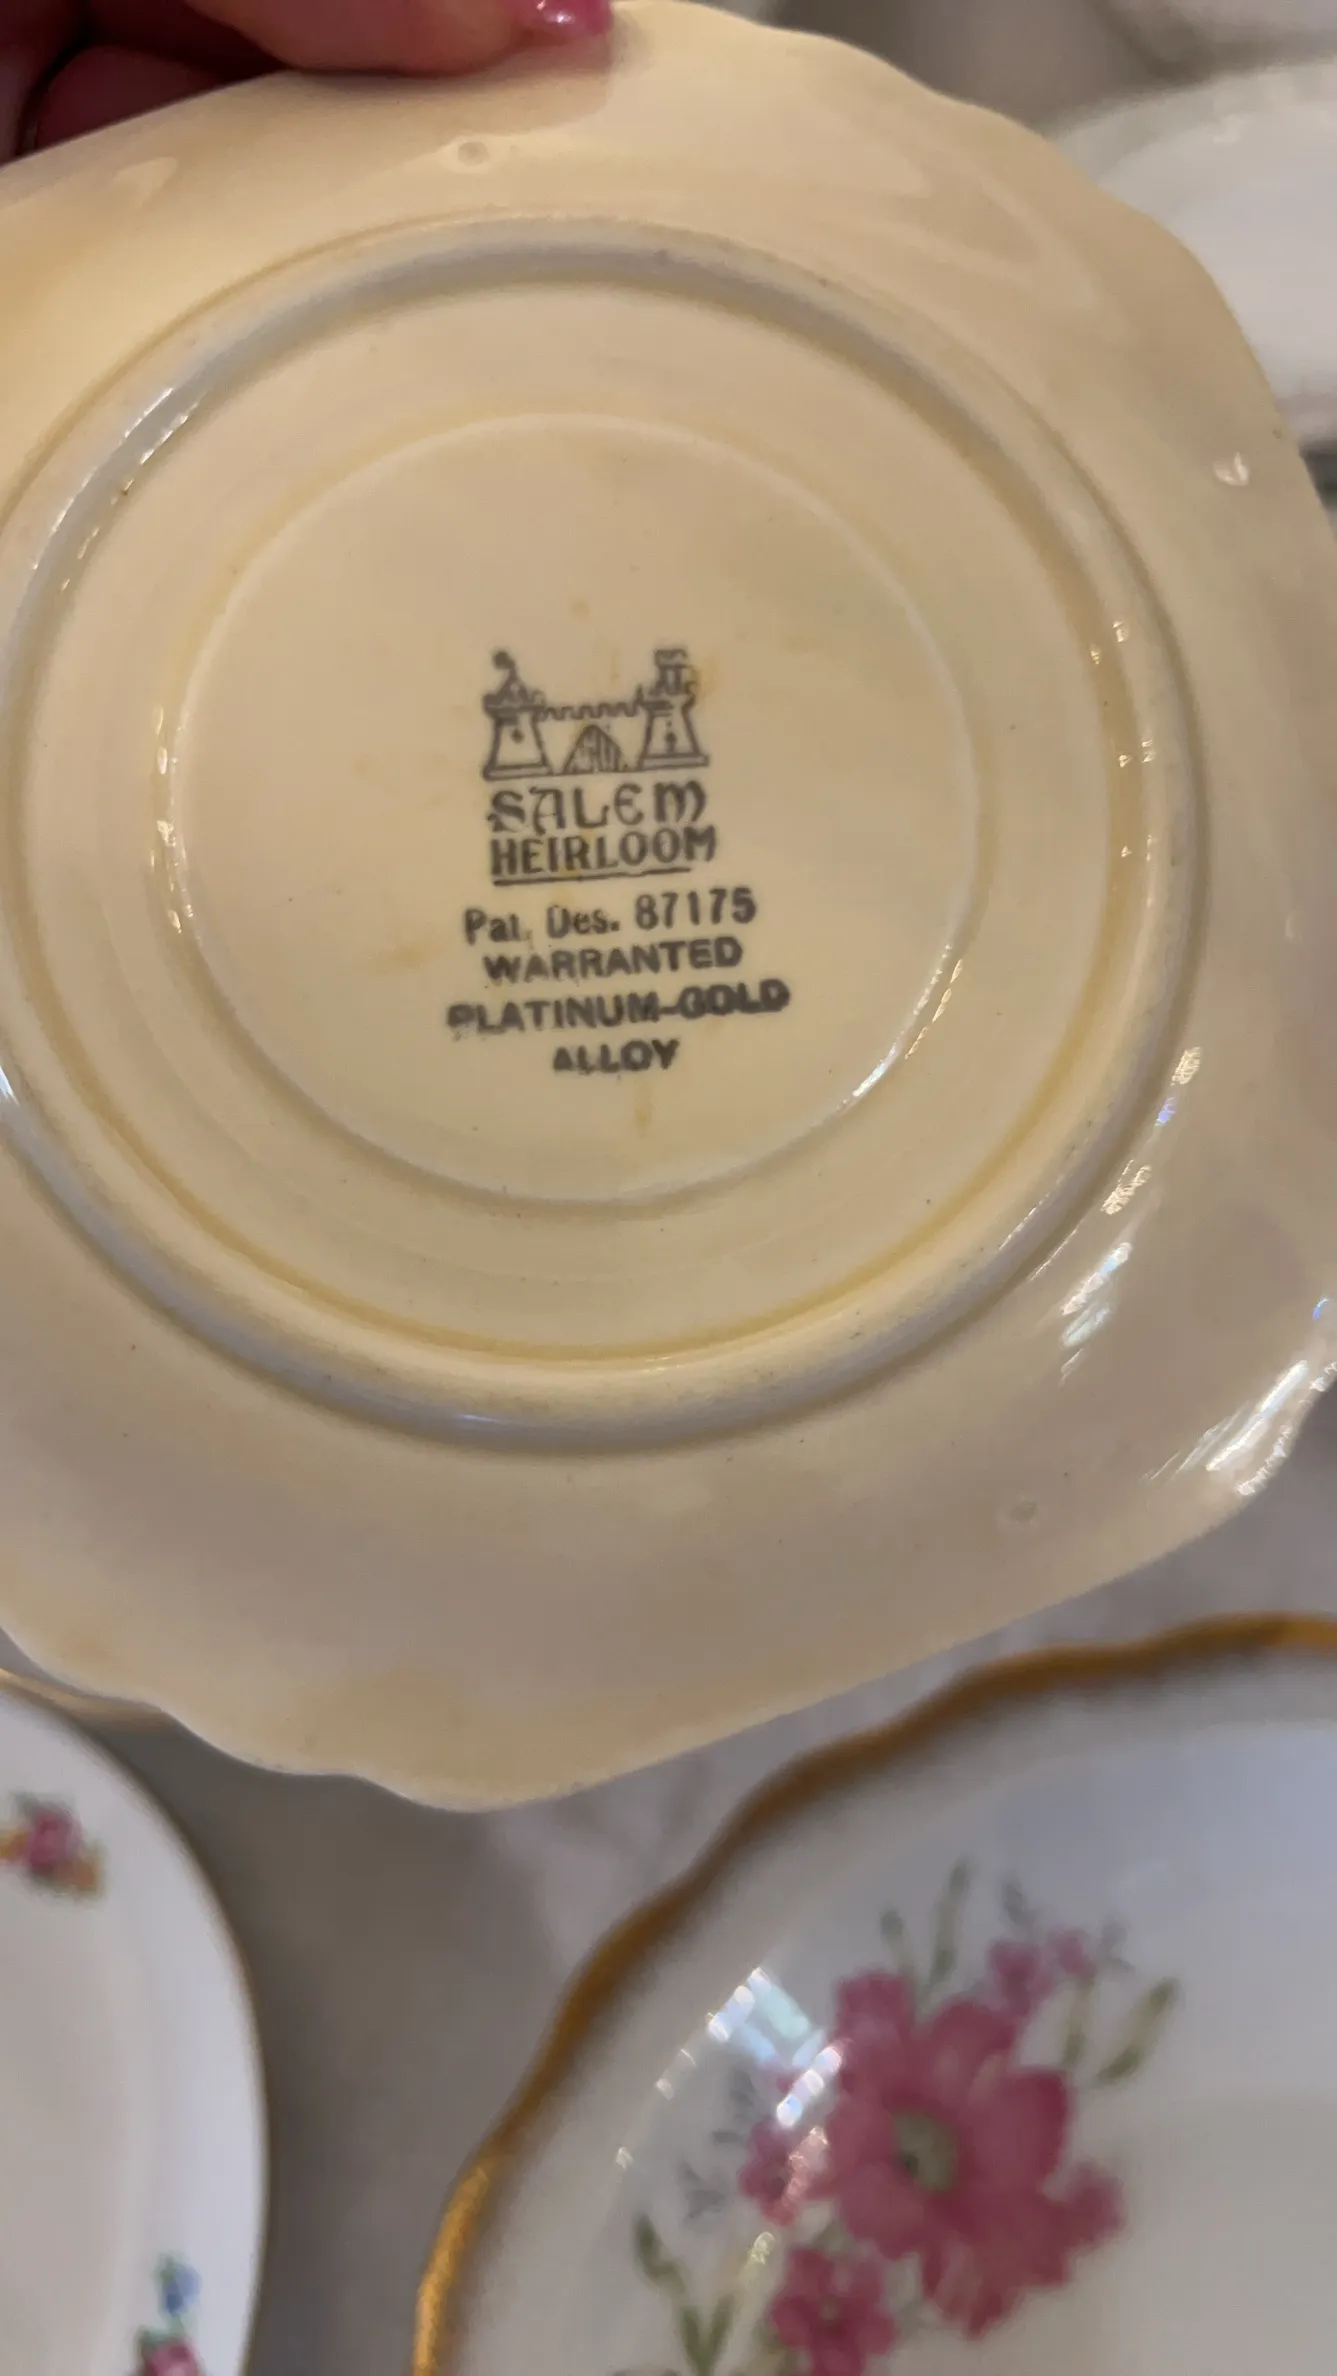 SALEM
HEIRLOOM
Pat. Des. 87175
WARRANTED
PLATINUM-GOLD
ALLOY